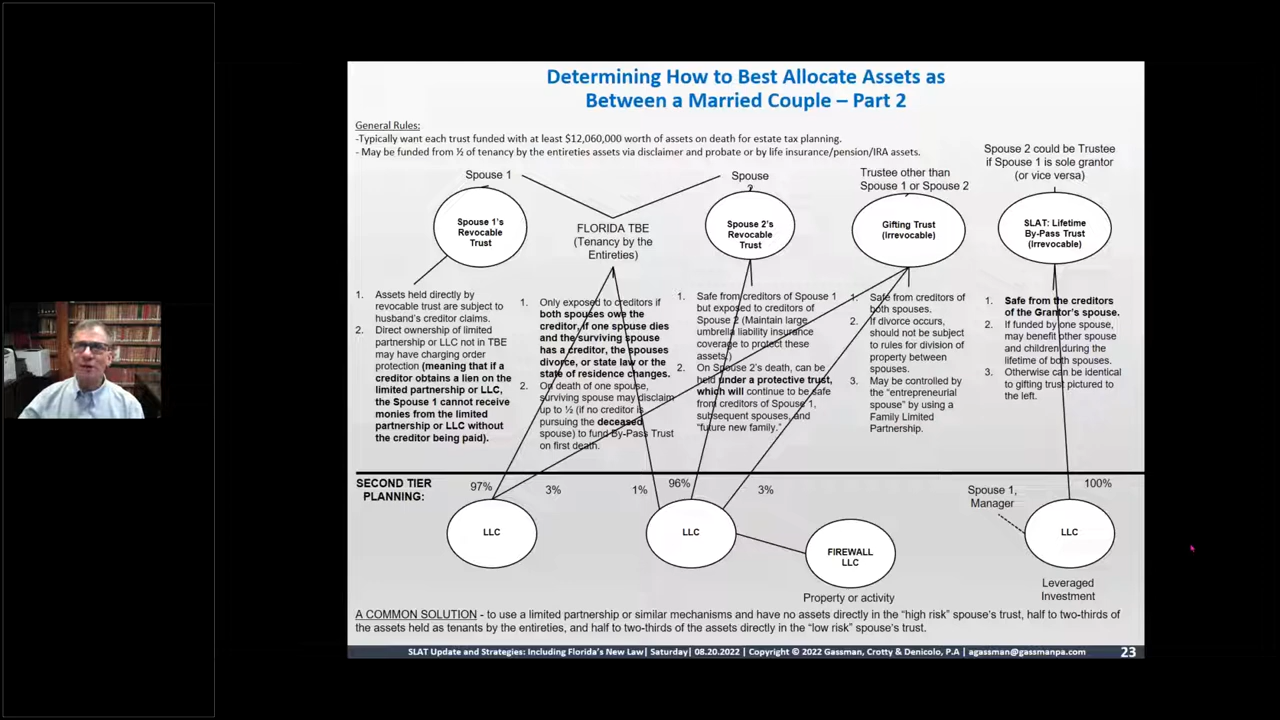 Determining How to Best Allocate Assets as
Between a Married Couple – Part 2
General Rules:
-Typically want each trust funded with at least $12,060,000 worth of assets on death for estate tax planning.
- May be funded from ½ of tenancy by the entireties assets via disclaimer and probate or by life insurance/pension/IRA assets.
Spouse 1
Spouse 1's
Revocable
Trust
1. Assets held directly by
revocable trust are subject to
husband's creditor claims.
2. Direct ownership of limited
partnership or LLC not in TBE
may have charging order
protection (meaning that if a
creditor obtains a lien on the
limited partnership or LLC,
the Spouse 1 cannot receive
monies from the limited
partnership or LLC without
the creditor being paid).
FLORIDA TBE
(Tenancy by the
Entireties)
1. Only exposed to creditors if
both spouses owe the
creditor, if one spouse dies
and the surviving spouse
has a creditor, the spouses
divorce, or state law or the
state of residence changes.
2. On death of one spouse,
surviving spouse may disclaim
up to ½ (if no creditor is
pursuing the deceased
spouse) to fund By-Pass Trust
on first death.
Spouse
2
Spouse 2's
Revocable
Trust
1. Safe from creditors of Spouse 1
but exposed to creditors of
Spouse 2 (Maintain large
umbrella liability insurance
coverage to protect these
assets.)
2. On Spouse 2's death, can be
held under a protective trust,
which will continue to be safe
from creditors of Spouse 1,
subsequent spouses, and
"future new family."
Trustee other than
Spouse 1 or Spouse 2
Gifting Trust
(Irrevocable)
1. Safe from creditors of
both spouses.
2. If divorce occurs,
should not be subject
to rules for division of
property between
spouses.
3. May be controlled by
the "entrepreneurial
spouse" by using a
Family Limited
Partnership.
Spouse 2 could be Trustee
if Spouse 1 is sole grantor
(or vice versa)
SLAT: Lifetime
By-Pass Trust
(Irrevocable)
1. Safe from the creditors
of the Grantor's spouse.
2. If funded by one spouse,
may benefit other spouse
and children during the
lifetime of both spouses.
3. Otherwise can be identical
to gifting trust pictured to
the left.
SECOND TIER
PLANNING:
97%
3%
1%
96%
3%
100%
LLC
LLC
FIREWALL
LLC
Property or activity
Spouse 1,
Manager
LLC
Leveraged
Investment
A COMMON SOLUTION - to use a limited partnership or similar mechanisms and have no assets directly in the "high risk" spouse's trust, half to two-thirds of
the assets held as tenants by the entireties, and half to two-thirds of the assets directly in the "low risk" spouse's trust.
SLAT Update and Strategies: Including Florida's New Law| Saturday| 08.20.2022 | Copyright © 2022 Gassman, Crotty & Denicolo, P.A | agassman@gassmanpa.com 23